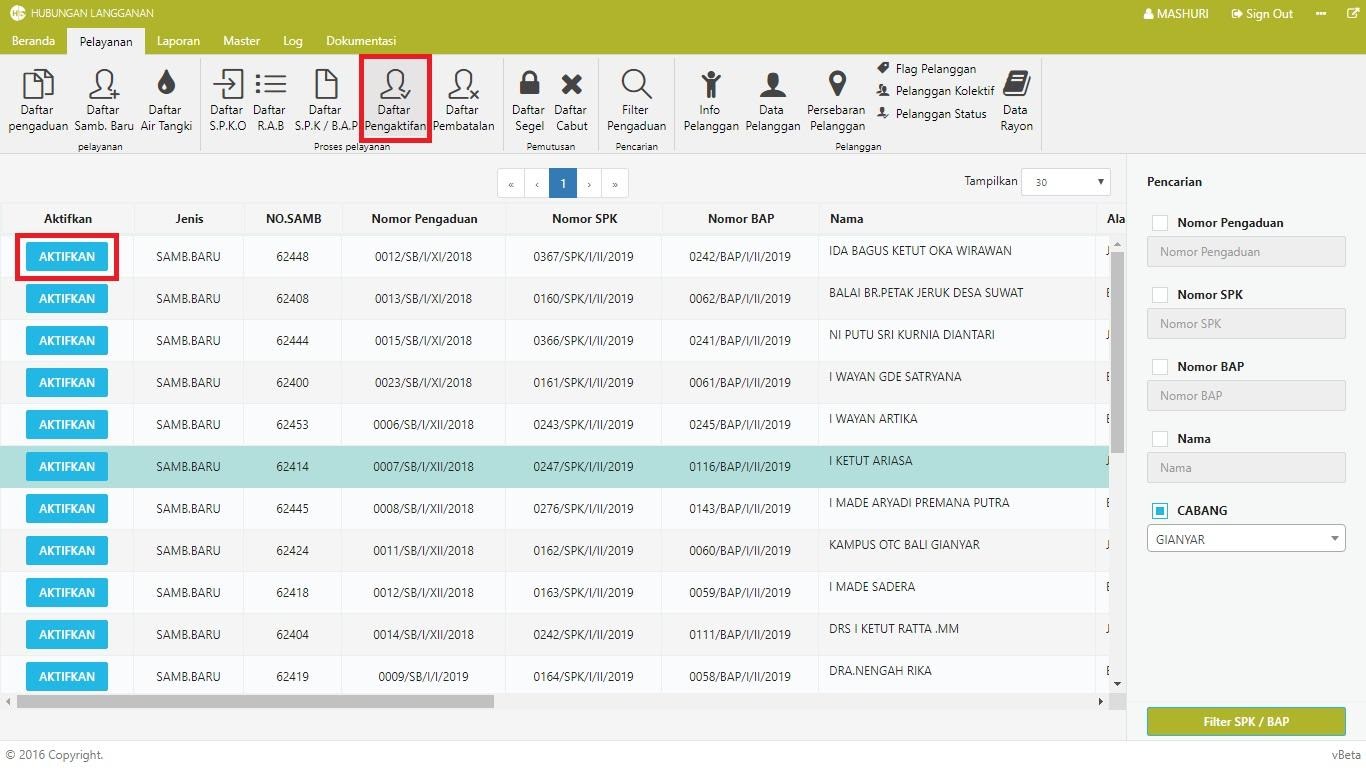 HUBUNGAN LANGGANAN
MASHURI Sign Out
Beranda Pelayanan Laporan Master Log Dokumentasi
Daftar pengaduan
Daftar Samb. Baru
Daftar Air Tangki
pelayanan
Daftar S.P.K.O
Daftar R.A.B
Daftar S.P.K / B.A.P
Daftar Pengaktifan
Daftar Pembatalan
Proses pelayanan
Daftar Segel
Daftar Cabut
Pemutusan
Filter Pengaduan
Pencarian
Info Pelanggan
Data Pelanggan
Persebaran Pelanggan
Flag Pelanggan
Pelanggan Kolektif
Pelanggan Status
Data Rayon
Pelanggan
« ‹ 1 › »
Tampilkan 30
Aktifkan Jenis NO.SAMB Nomor Pengaduan Nomor SPK Nomor BAP Nama Ala
AKTIFKAN SAMB.BARU 62448 0012/SB/I/XI/2018 0367/SPK/I/II/2019 0242/BAP/I/II/2019 IDA BAGUS KETUT OKA WIRAWAN
AKTIFKAN SAMB.BARU 62408 0013/SB/I/XI/2018 0160/SPK/I/II/2019 0062/BAP/I/II/2019 BALAI BR.PETAK JERUK DESA SUWAT
AKTIFKAN SAMB.BARU 62444 0015/SB/I/XI/2018 0366/SPK/I/II/2019 0241/BAP/I/II/2019 NI PUTU SRI KURNIA DIANTARI
AKTIFKAN SAMB.BARU 62400 0023/SB/I/XI/2018 0161/SPK/I/II/2019 0061/BAP/I/II/2019 I WAYAN GDE SATRYANA
AKTIFKAN SAMB.BARU 62453 0006/SB/I/XII/2018 0243/SPK/I/II/2019 0245/BAP/I/II/2019 I WAYAN ARTIKA
AKTIFKAN SAMB.BARU 62414 0007/SB/I/XII/2018 0247/SPK/I/II/2019 0116/BAP/I/II/2019 I KETUT ARIASA
AKTIFKAN SAMB.BARU 62445 0008/SB/I/XII/2018 0276/SPK/I/II/2019 0143/BAP/I/II/2019 I MADE ARYADI PREMANA PUTRA
AKTIFKAN SAMB.BARU 62424 0011/SB/I/XII/2018 0162/SPK/I/II/2019 0060/BAP/I/II/2019 KAMPUS OTC BALI GIANYAR
AKTIFKAN SAMB.BARU 62418 0012/SB/I/XII/2018 0163/SPK/I/II/2019 0059/BAP/I/II/2019 I MADE SADERA
AKTIFKAN SAMB.BARU 62404 0014/SB/I/XII/2018 0242/SPK/I/II/2019 0111/BAP/I/II/2019 DRS I KETUT RATTA .MM
AKTIFKAN SAMB.BARU 62419 0009/SB/I/I/2019 0164/SPK/I/II/2019 0058/BAP/I/II/2019 DRA.NENGAH RIKA
Pencarian
Nomor Pengaduan
Nomor Pengaduan
Nomor SPK
Nomor SPK
Nomor BAP
Nomor BAP
Nama
Nama
CABANG
GIANYAR
Filter SPK / BAP
© 2016 Copyright.
vBeta